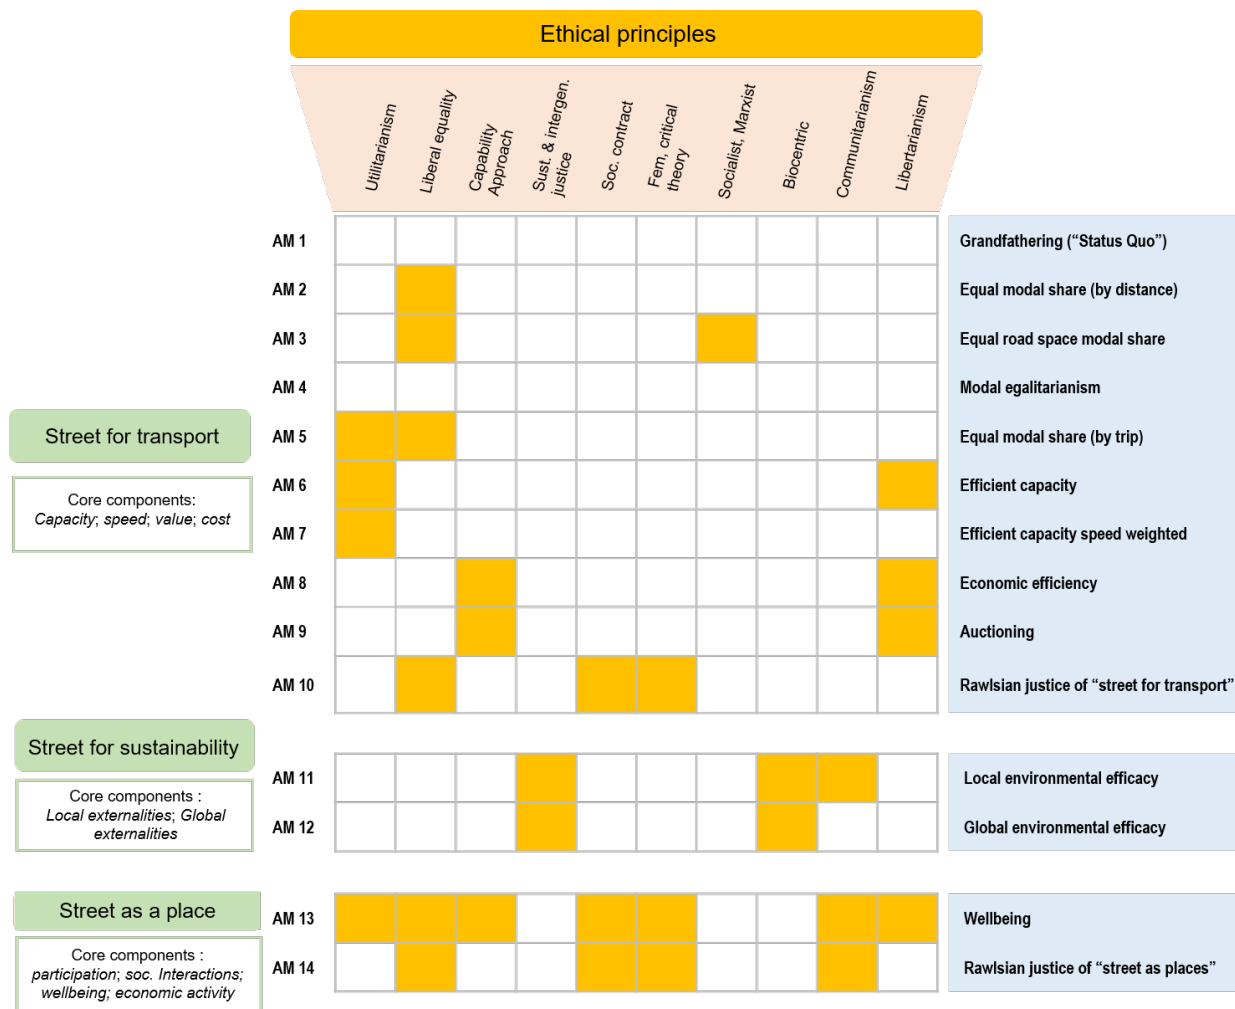 Ethical principles
Utilitarianism
Liberal equality
Capability
Approach
Sust. & intergen.
justice
Soc. contract
Fem, critical
theory
Socialist, Marxist
Biocentric
Communitarianism
Libertarianism
AM 1
Grandfathering (“Status Quo”)
AM 2
Equal modal share (by distance)
AM 3
Equal road space modal share
AM 4
Modal egalitarianism
Street for transport
AM 5
Equal modal share (by trip)
Core components:
Capacity; speed; value; cost
AM 6
Efficient capacity
AM 7
Efficient capacity speed weighted
AM 8
Economic efficiency
AM 9
Auctioning
AM 10
Rawlsian justice of “street for transport”
Street for sustainability
Core components :
Local externalities; Global
externalities
AM 11
Local environmental efficacy
AM 12
Global environmental efficacy
Street as a place
Core components :
participation; soc. Interactions;
wellbeing; economic activity
AM 13
Wellbeing
AM 14
Rawlsian justice of “street as places”